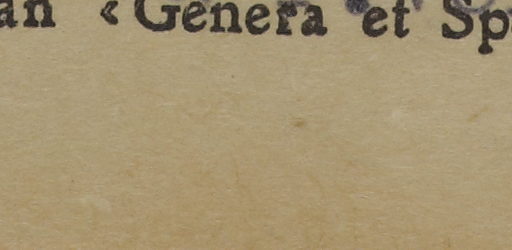 an « Genera et Sp